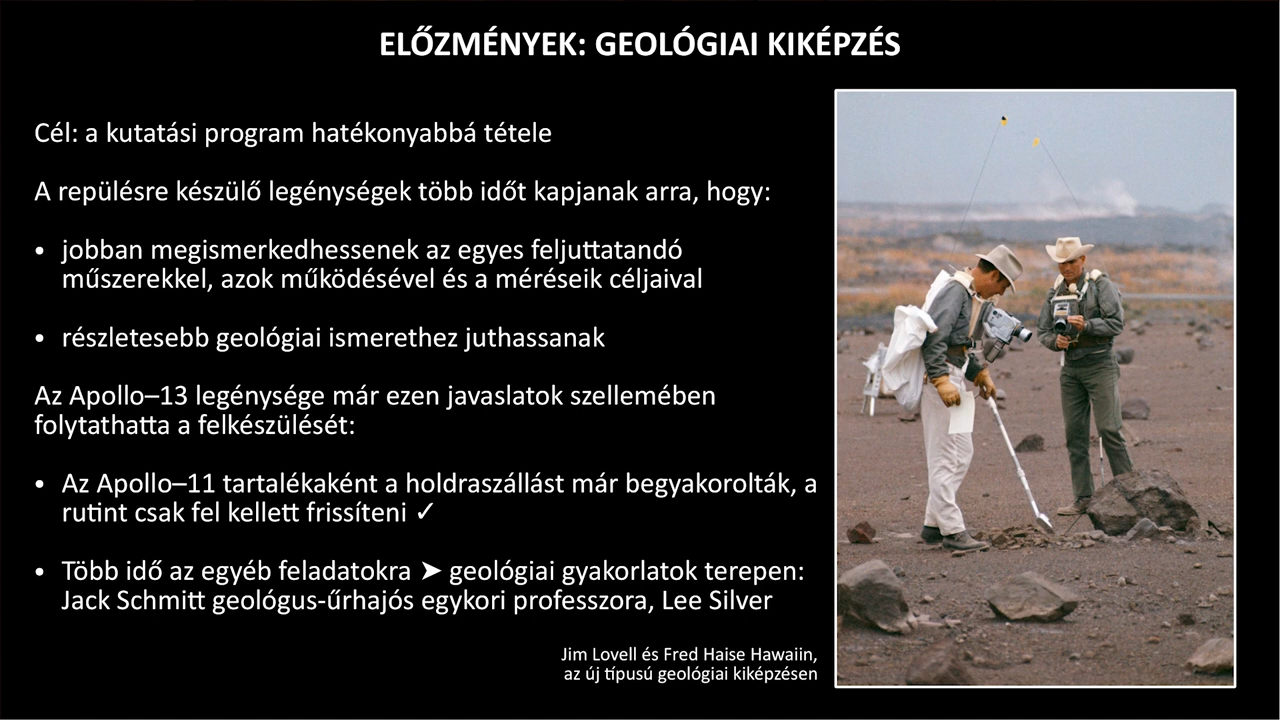 ELŐZMÉNYEK: GEOLÓGIAI KIKÉPZÉS
Cél: a kutatási program hatékonyabbá tétele
A repülésre készülő legénységek több időt kapjanak arra, hogy:
• jobban megismerkedhessenek az egyes feljuttatandó
műszerekkel, azok működésével és a méréseik céljaival
• részletesebb geológiai ismerethez juthassanak
Az Apollo–13 legénysége már ezen javaslatok szellemében
folytathatta a felkészülését:
• Az Apollo–11 tartalékaként a holdraszállást már begyakorolták, a
rutint csak fel kellett frissíteni ✓
• Több idő az egyéb feladatokra ➤ geológiai gyakorlatok terepen:
Jack Schmitt geológus-űrhajós egykori professzora, Lee Silver
Jim Lovell és Fred Haise Hawaiin,
az új típusú geológiai kiképzésen